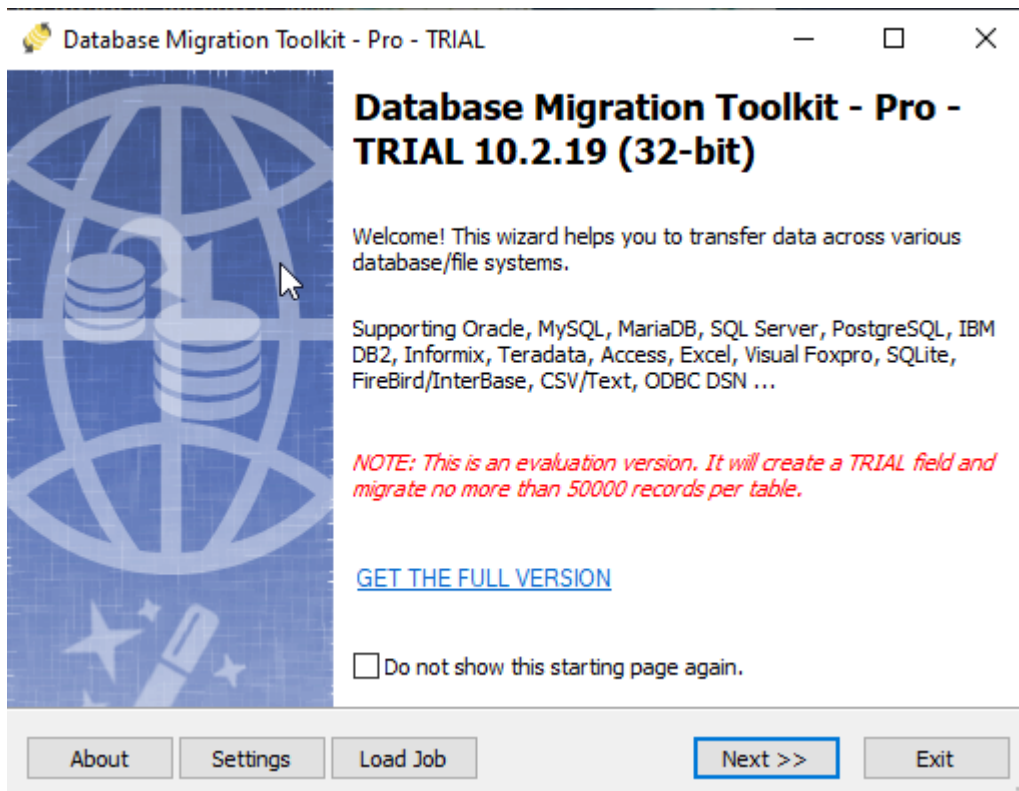 Database Migration Toolkit - Pro - TRIAL
Database Migration Toolkit - Pro -
TRIAL 10.2.19 (32-bit)
Welcome! This wizard helps you to transfer data across various
database/file systems.
Supporting Oracle, MySQL, MariaDB, SQL Server, PostgreSQL, IBM
DB2, Informix, Teradata, Access, Excel, Visual Foxpro, SQLite,
FireBird/InterBase, CSV/Text, ODBC DSN ...
NOTE: This is an evaluation version. It will create a TRIAL field and
migrate no more than 50000 records per table.
GET THE FULL VERSION
Do not show this starting page again.
About Settings Load Job Next >> Exit